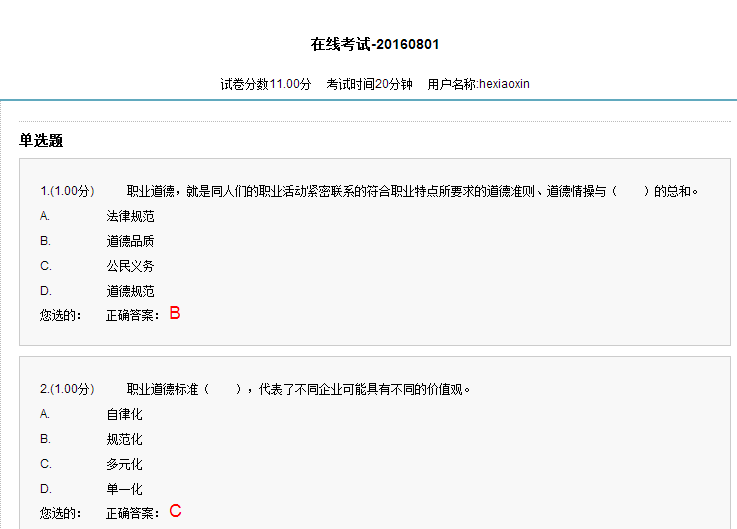 在线考试-20160801
试卷分数11.00分 考试时间20分钟 用户名称:hexiaoxin
单选题
1.(1.00分) 职业道德，就是同人们的职业活动紧密联系的符合职业特点所要求的道德准则、道德情操与（ ）的总和。
A. 法律规范
B. 道德品质
C. 公民义务
D. 道德规范
您选的： 正确答案： B
2.(1.00分) 职业道德标准（ ），代表了不同企业可能具有不同的价值观。
A. 自律化
B. 规范化
C. 多元化
D. 单一化
您选的： 正确答案： C